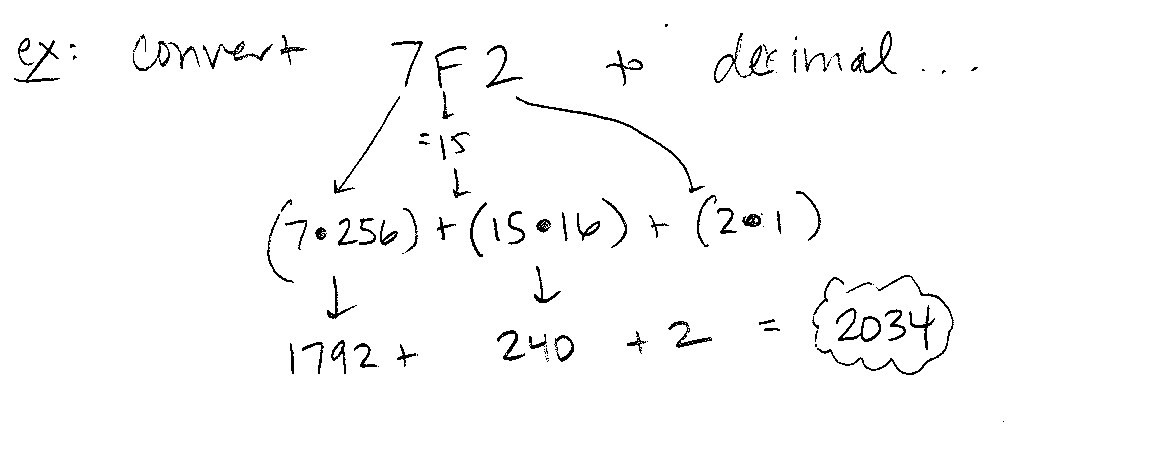 ex: convert 7F2 to decimal...
=15
(7•256) + (15•16) + (2•1)
1792 + 240 + 2 = 2034